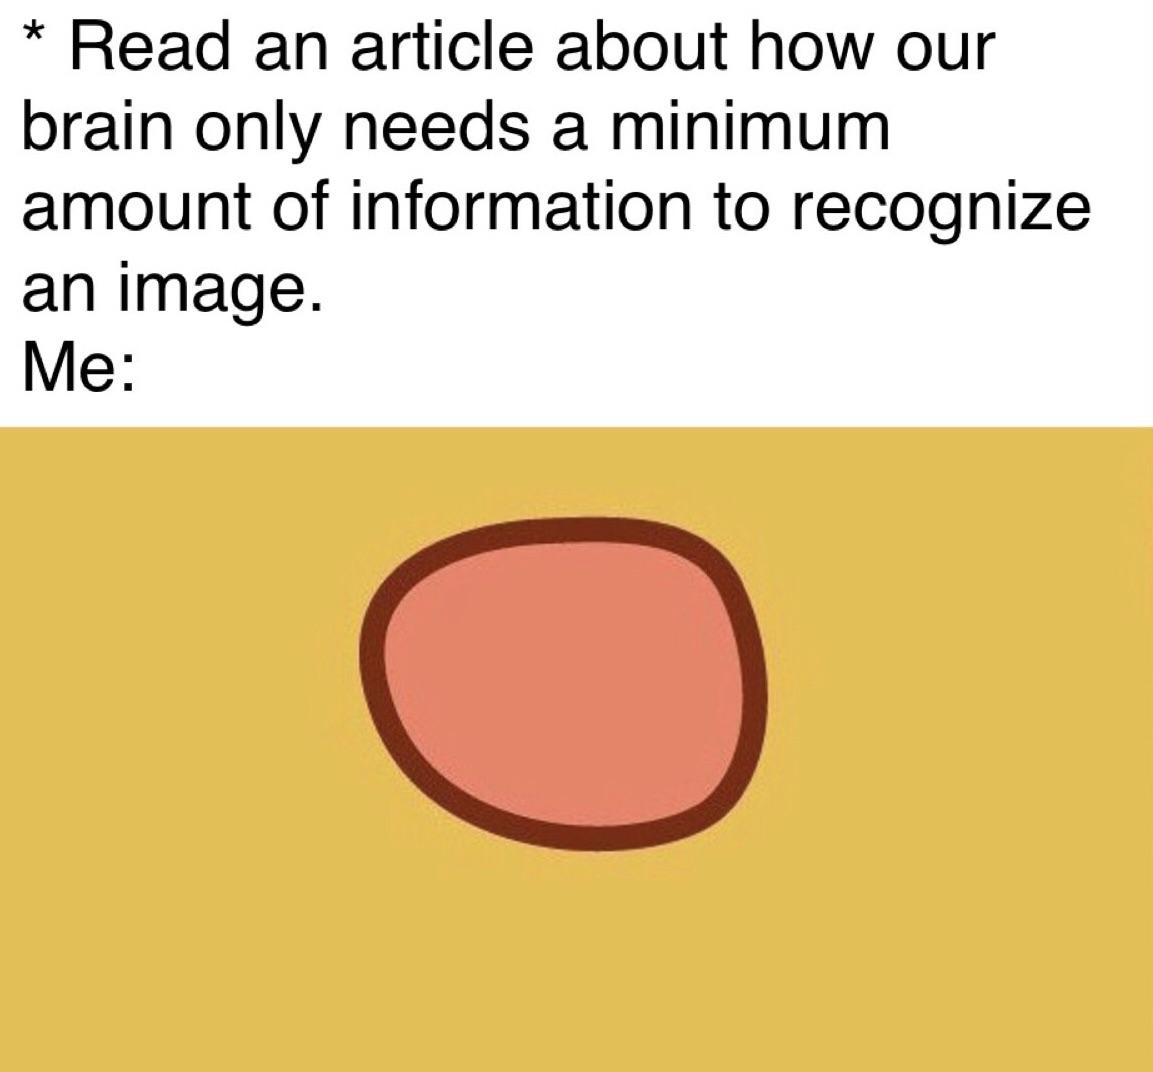 * Read an article about how our
brain only needs a minimum
amount of information to recognize
an image.
Me: